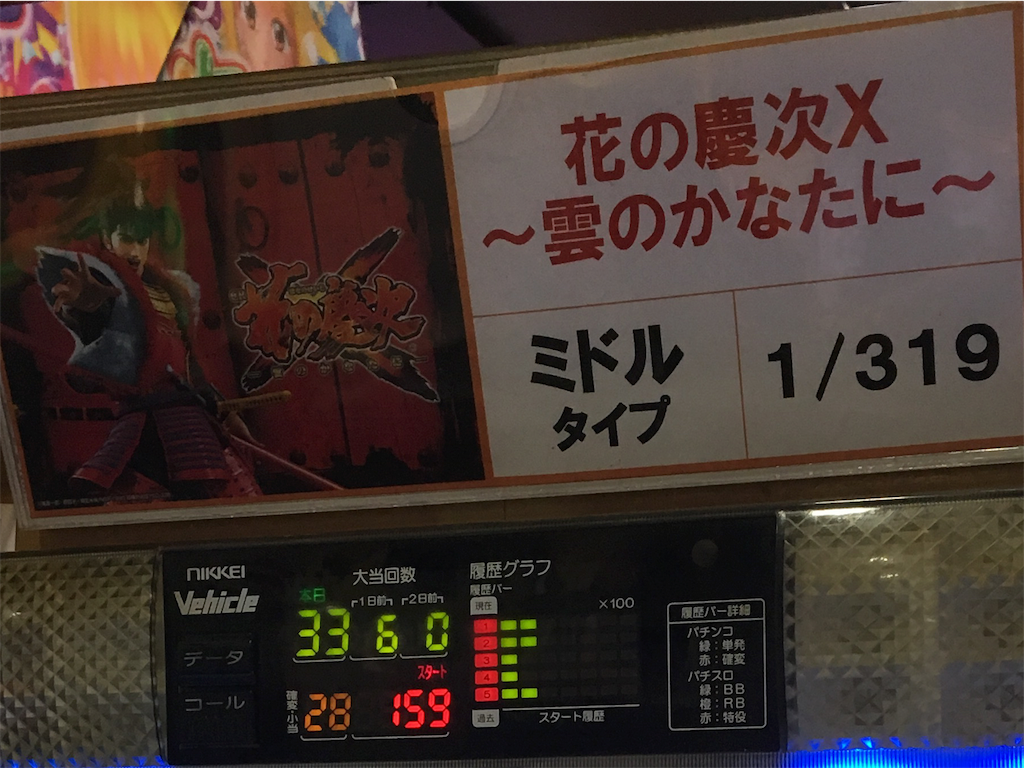 花の慶次X
～雲のかなたに～
ミドル
タイプ
1/319
花の慶次
NIKKEI
Vehicle
データ
コール
大当回数
本日
1日前
2日前
33
6
0
スタート
確変/小当
28
159
履歴グラフ
履歴バー
現在
×100
1
2
3
4
5
過去
スタート履歴
履歴バー詳細
パチンコ
緑：単発
赤：確変
パチスロ
緑：BB
橙：RB
赤：特役